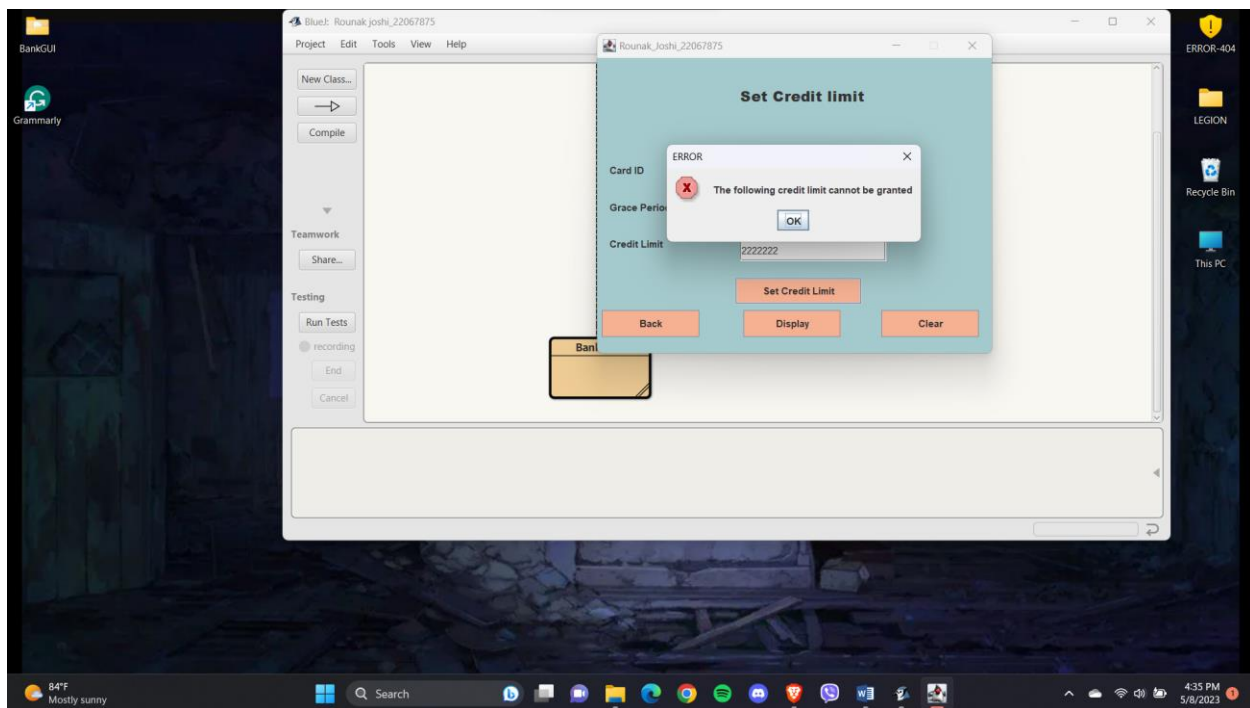 BankGUI
Grammarly
BlueJ: Rounak joshi_22067875
Project Edit Tools View Help
New Class...
Compile
Teamwork
Share...
Testing
Run Tests
recording
End
Cancel
Rounak_Joshi_22067875
Set Credit limit
Card ID
Grace Perio
Credit Limit
2222222
Set Credit Limit
Back Display Clear
ERROR
The following credit limit cannot be granted
OK
Ban
ERROR-404
LEGION
Recycle Bin
This PC
84°F
Mostly sunny
Search
4:35 PM
5/8/2023
1